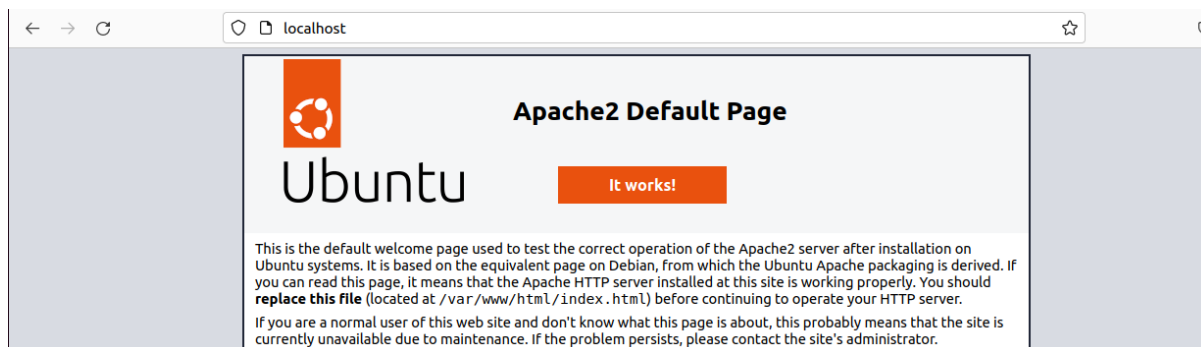 localhost
Apache2 Default Page
Ubuntu
It works!
This is the default welcome page used to test the correct operation of the Apache2 server after installation on
Ubuntu systems. It is based on the equivalent page on Debian, from which the Ubuntu Apache packaging is derived. If
you can read this page, it means that the Apache HTTP server installed at this site is working properly. You should
replace this file (located at /var/www/html/index.html) before continuing to operate your HTTP server.
If you are a normal user of this web site and don't know what this page is about, this probably means that the site is
currently unavailable due to maintenance. If the problem persists, please contact the site's administrator.